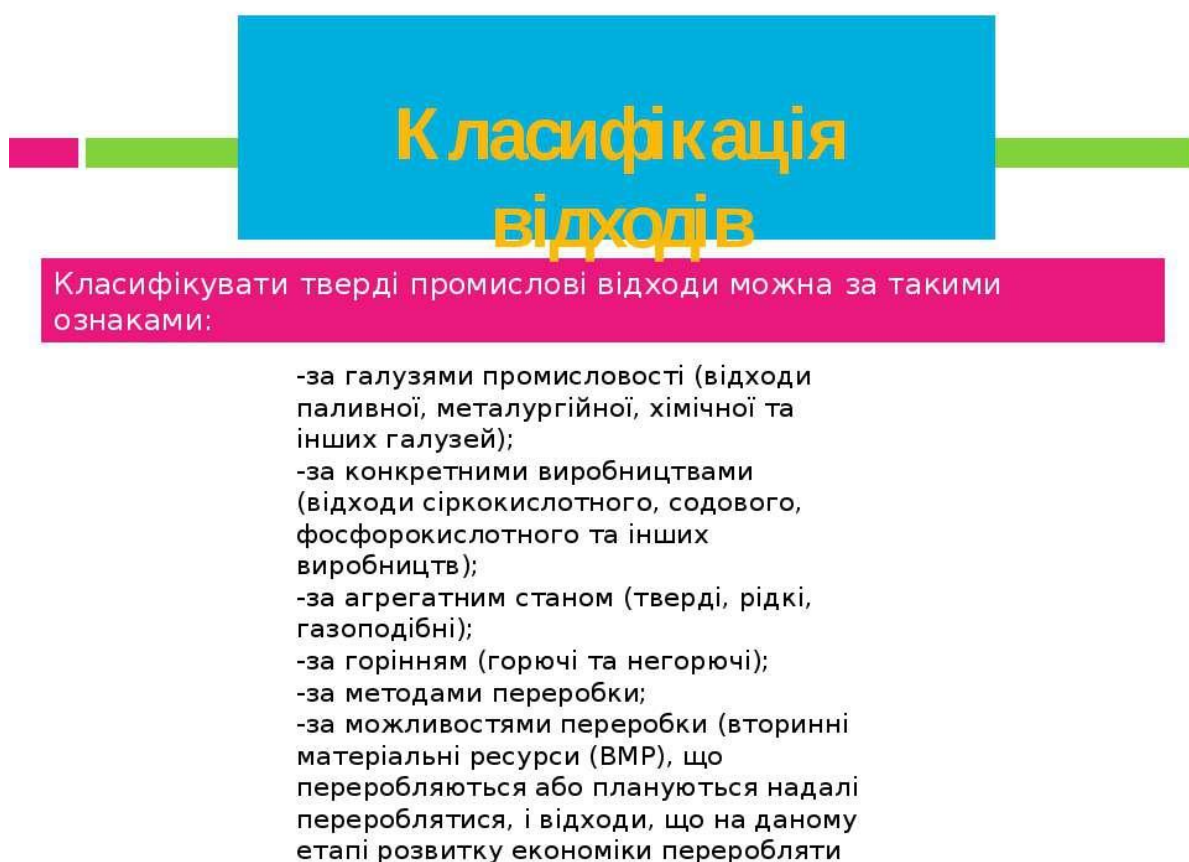 Класифікація
відходів
Класифікувати тверді промислові відходи можна за такими
ознаками:
-за галузями промисловості (відходи
паливної, металургійної, хімічної та
інших галузей);
-за конкретними виробництвами
(відходи сіркокислотного, содового,
фосфорокислотного та інших
виробництв);
-за агрегатним станом (тверді, рідкі,
газоподібні);
-за горінням (горючі та негорючі);
-за методами переробки;
-за можливостями переробки (вторинні
матеріальні ресурси (ВМР), що
переробляються або плануються надалі
перероблятися, і відходи, що на даному
етапі розвитку економіки переробляти